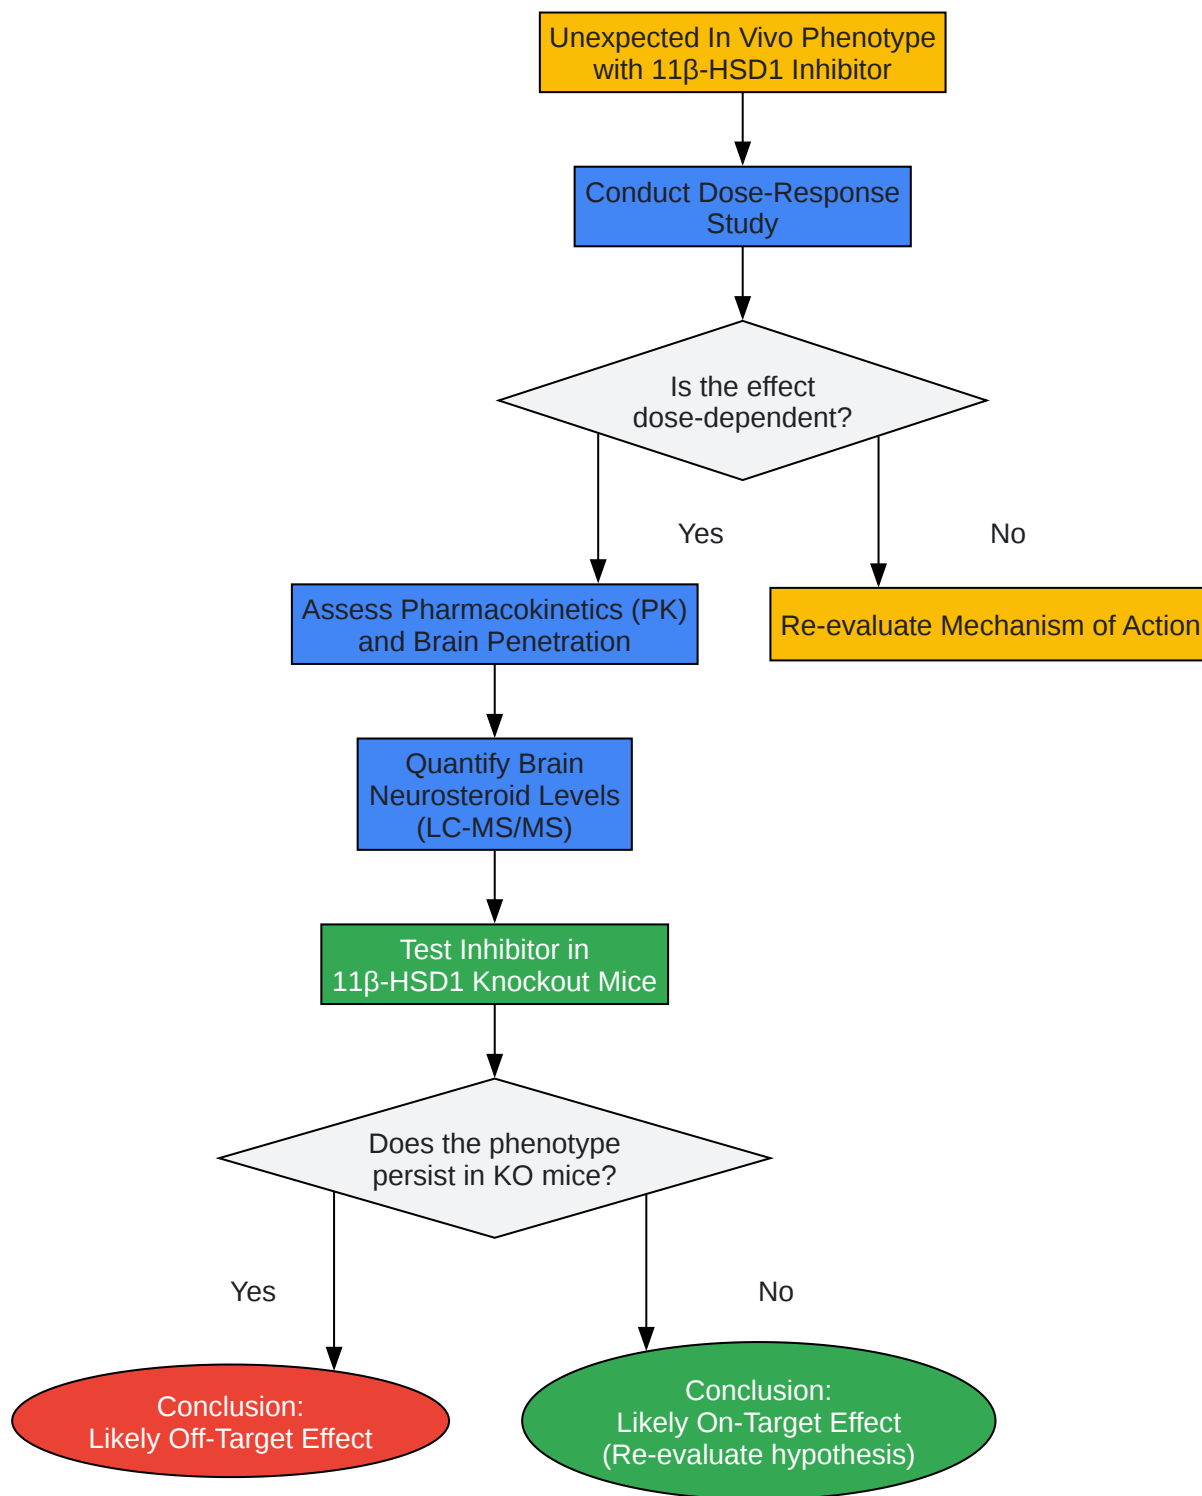 Unexpected In Vivo Phenotype
with 11β-HSD1 Inhibitor
Conduct Dose-Response
Study
Is the effect
dose-dependent?
Yes
No
Assess Pharmacokinetics (PK)
and Brain Penetration
Re-evaluate Mechanism of Action
Quantify Brain
Neurosteroid Levels
(LC-MS/MS)
Test Inhibitor in
11β-HSD1 Knockout Mice
Does the phenotype
persist in KO mice?
Yes
No
Conclusion:
Likely Off-Target Effect
Conclusion:
Likely On-Target Effect
(Re-evaluate hypothesis)